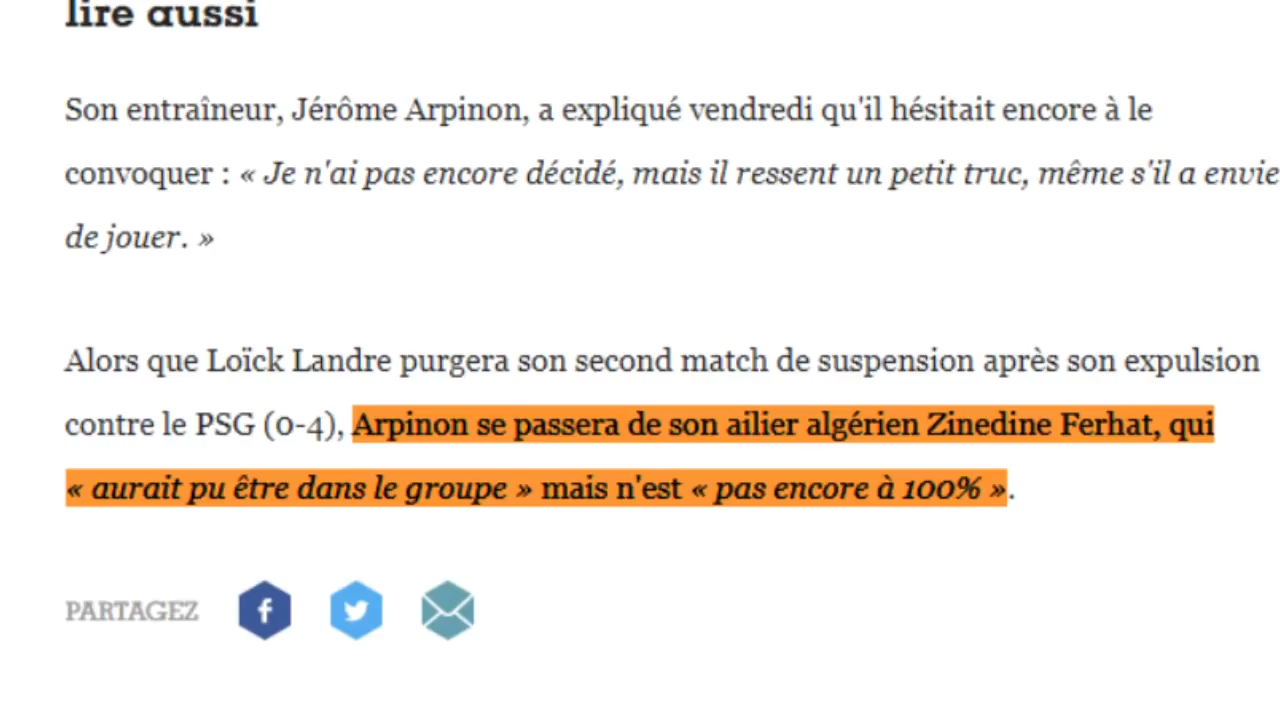 lire aussi
Son entraîneur, Jérôme Arpinon, a expliqué vendredi qu'il hésitait encore à le
convoquer : « Je n'ai pas encore décidé, mais il ressent un petit truc, même s'il a envie
de jouer. »
Alors que Loïck Landre purgera son second match de suspension après son expulsion
contre le PSG (0-4), Arpinon se passera de son ailier algérien Zinedine Ferhat, qui
« aurait pu être dans le groupe » mais n'est « pas encore à 100% ».
PARTAGEZ